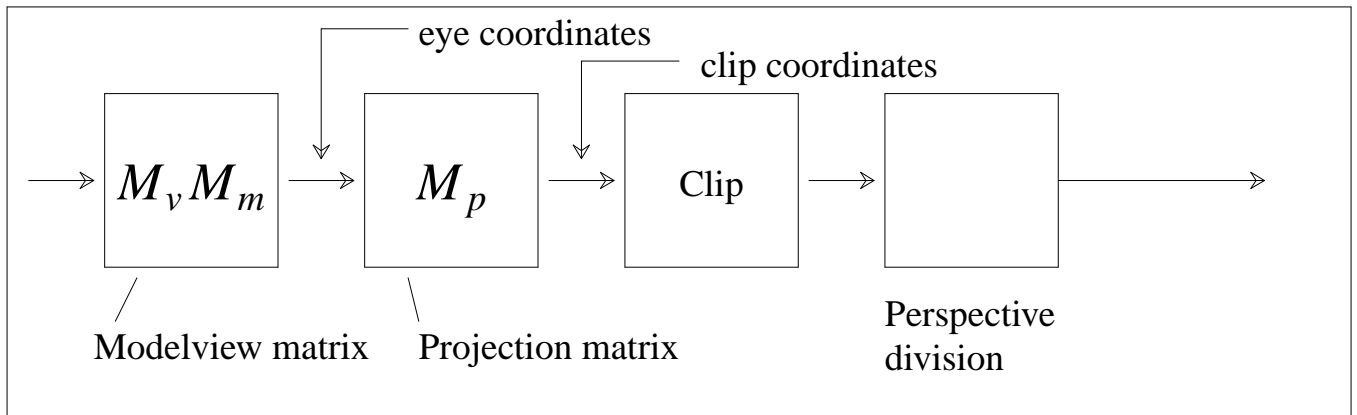 eye coordinates
clip coordinates
M_v M_m
M_p
Clip
Modelview matrix
Projection matrix
Perspective
division